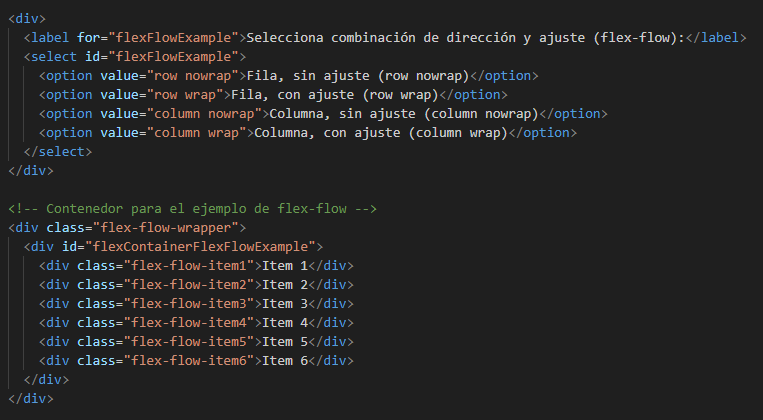 <div>
<label for="flexFlowExample">Selecciona combinación de dirección y ajuste (flex-flow):</label>
<select id="flexFlowExample">
<option value="row nowrap">Fila, sin ajuste (row nowrap)</option>
<option value="row wrap">Fila, con ajuste (row wrap)</option>
<option value="column nowrap">Columna, sin ajuste (column nowrap)</option>
<option value="column wrap">Columna, con ajuste (column wrap)</option>
</select>
</div>
<!-- Contenedor para el ejemplo de flex-flow -->
<div class="flex-flow-wrapper">
<div id="flexContainerFlexFlowExample">
<div class="flex-flow-item1">Item 1</div>
<div class="flex-flow-item2">Item 2</div>
<div class="flex-flow-item3">Item 3</div>
<div class="flex-flow-item4">Item 4</div>
<div class="flex-flow-item5">Item 5</div>
<div class="flex-flow-item6">Item 6</div>
</div>
</div>